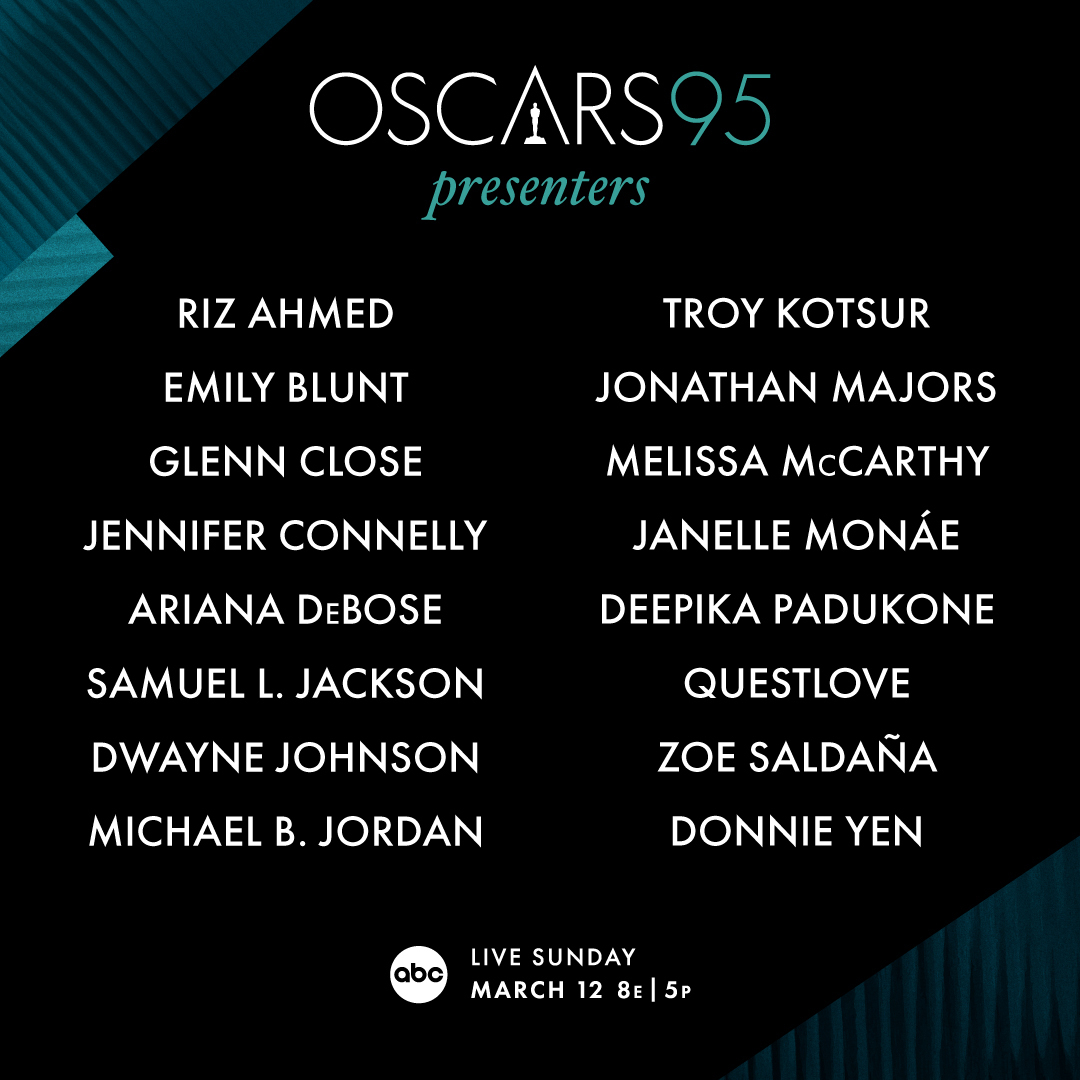 OSCARS95
presenters
RIZ AHMED
EMILY BLUNT
GLENN CLOSE
JENNIFER CONNELLY
ARIANA DeBOSE
SAMUEL L. JACKSON
DWAYNE JOHNSON
MICHAEL B. JORDAN
TROY KOTSUR
JONATHAN MAJORS
MELISSA McCARTHY
JANELLE MONÁE
DEEPIKA PADUKONE
QUESTLOVE
ZOE SALDAÑA
DONNIE YEN
abc
LIVE SUNDAY
MARCH 12 8E | 5P